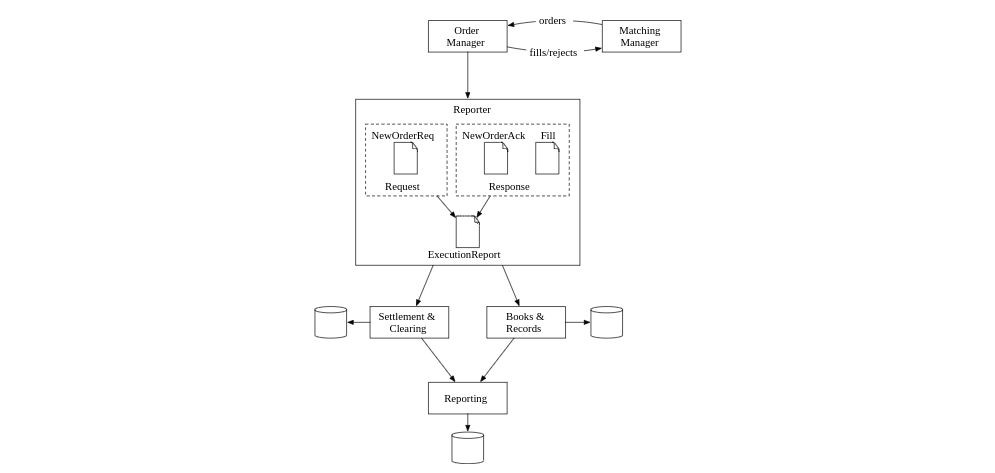 orders
Order
Manager
Matching
Manager
fills/rejects
Reporter
NewOrderReq
NewOrderAck
Fill
Request
Response
ExecutionReport
Settlement &
Clearing
Books &
Records
Reporting